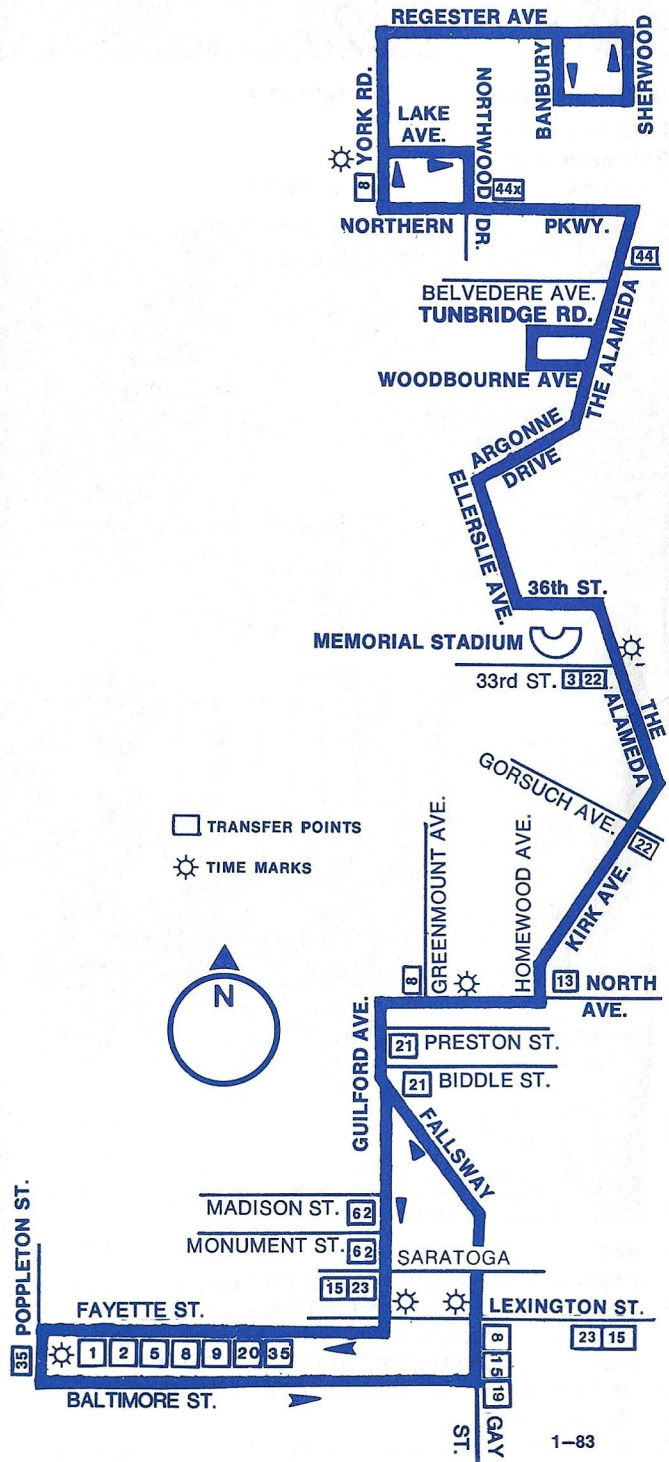 REGESTER AVE
SHERWOOD
BANBURY
YORK RD.
LAKE
AVE.
NORTHWOOD
DR.
8
44x
NORTHERN
PKWY.
44
BELVEDERE AVE.
TUNBRIDGE RD.
THE ALAMEDA
WOODBOURNE AVE
ARGONNE
DRIVE
ELLERSLIE AVE.
36th ST.
MEMORIAL STADIUM
33rd ST. 3 22
THE
ALAMEDA
GORSUCH AVE.
22
KIRK AVE.
TRANSFER POINTS
TIME MARKS
GREENMOUNT AVE.
HOMEWOOD AVE.
N
8
13 NORTH
AVE.
GUILFORD AVE.
21 PRESTON ST.
21 BIDDLE ST.
FALLSWAY
MADISON ST. 62
MONUMENT ST. 62
SARATOGA
15 23
POPPLETON ST.
35
FAYETTE ST.
LEXINGTON ST.
1 2 5 8 9 20 35
8
15
19
23 15
BALTIMORE ST.
GAY
ST.
1-83